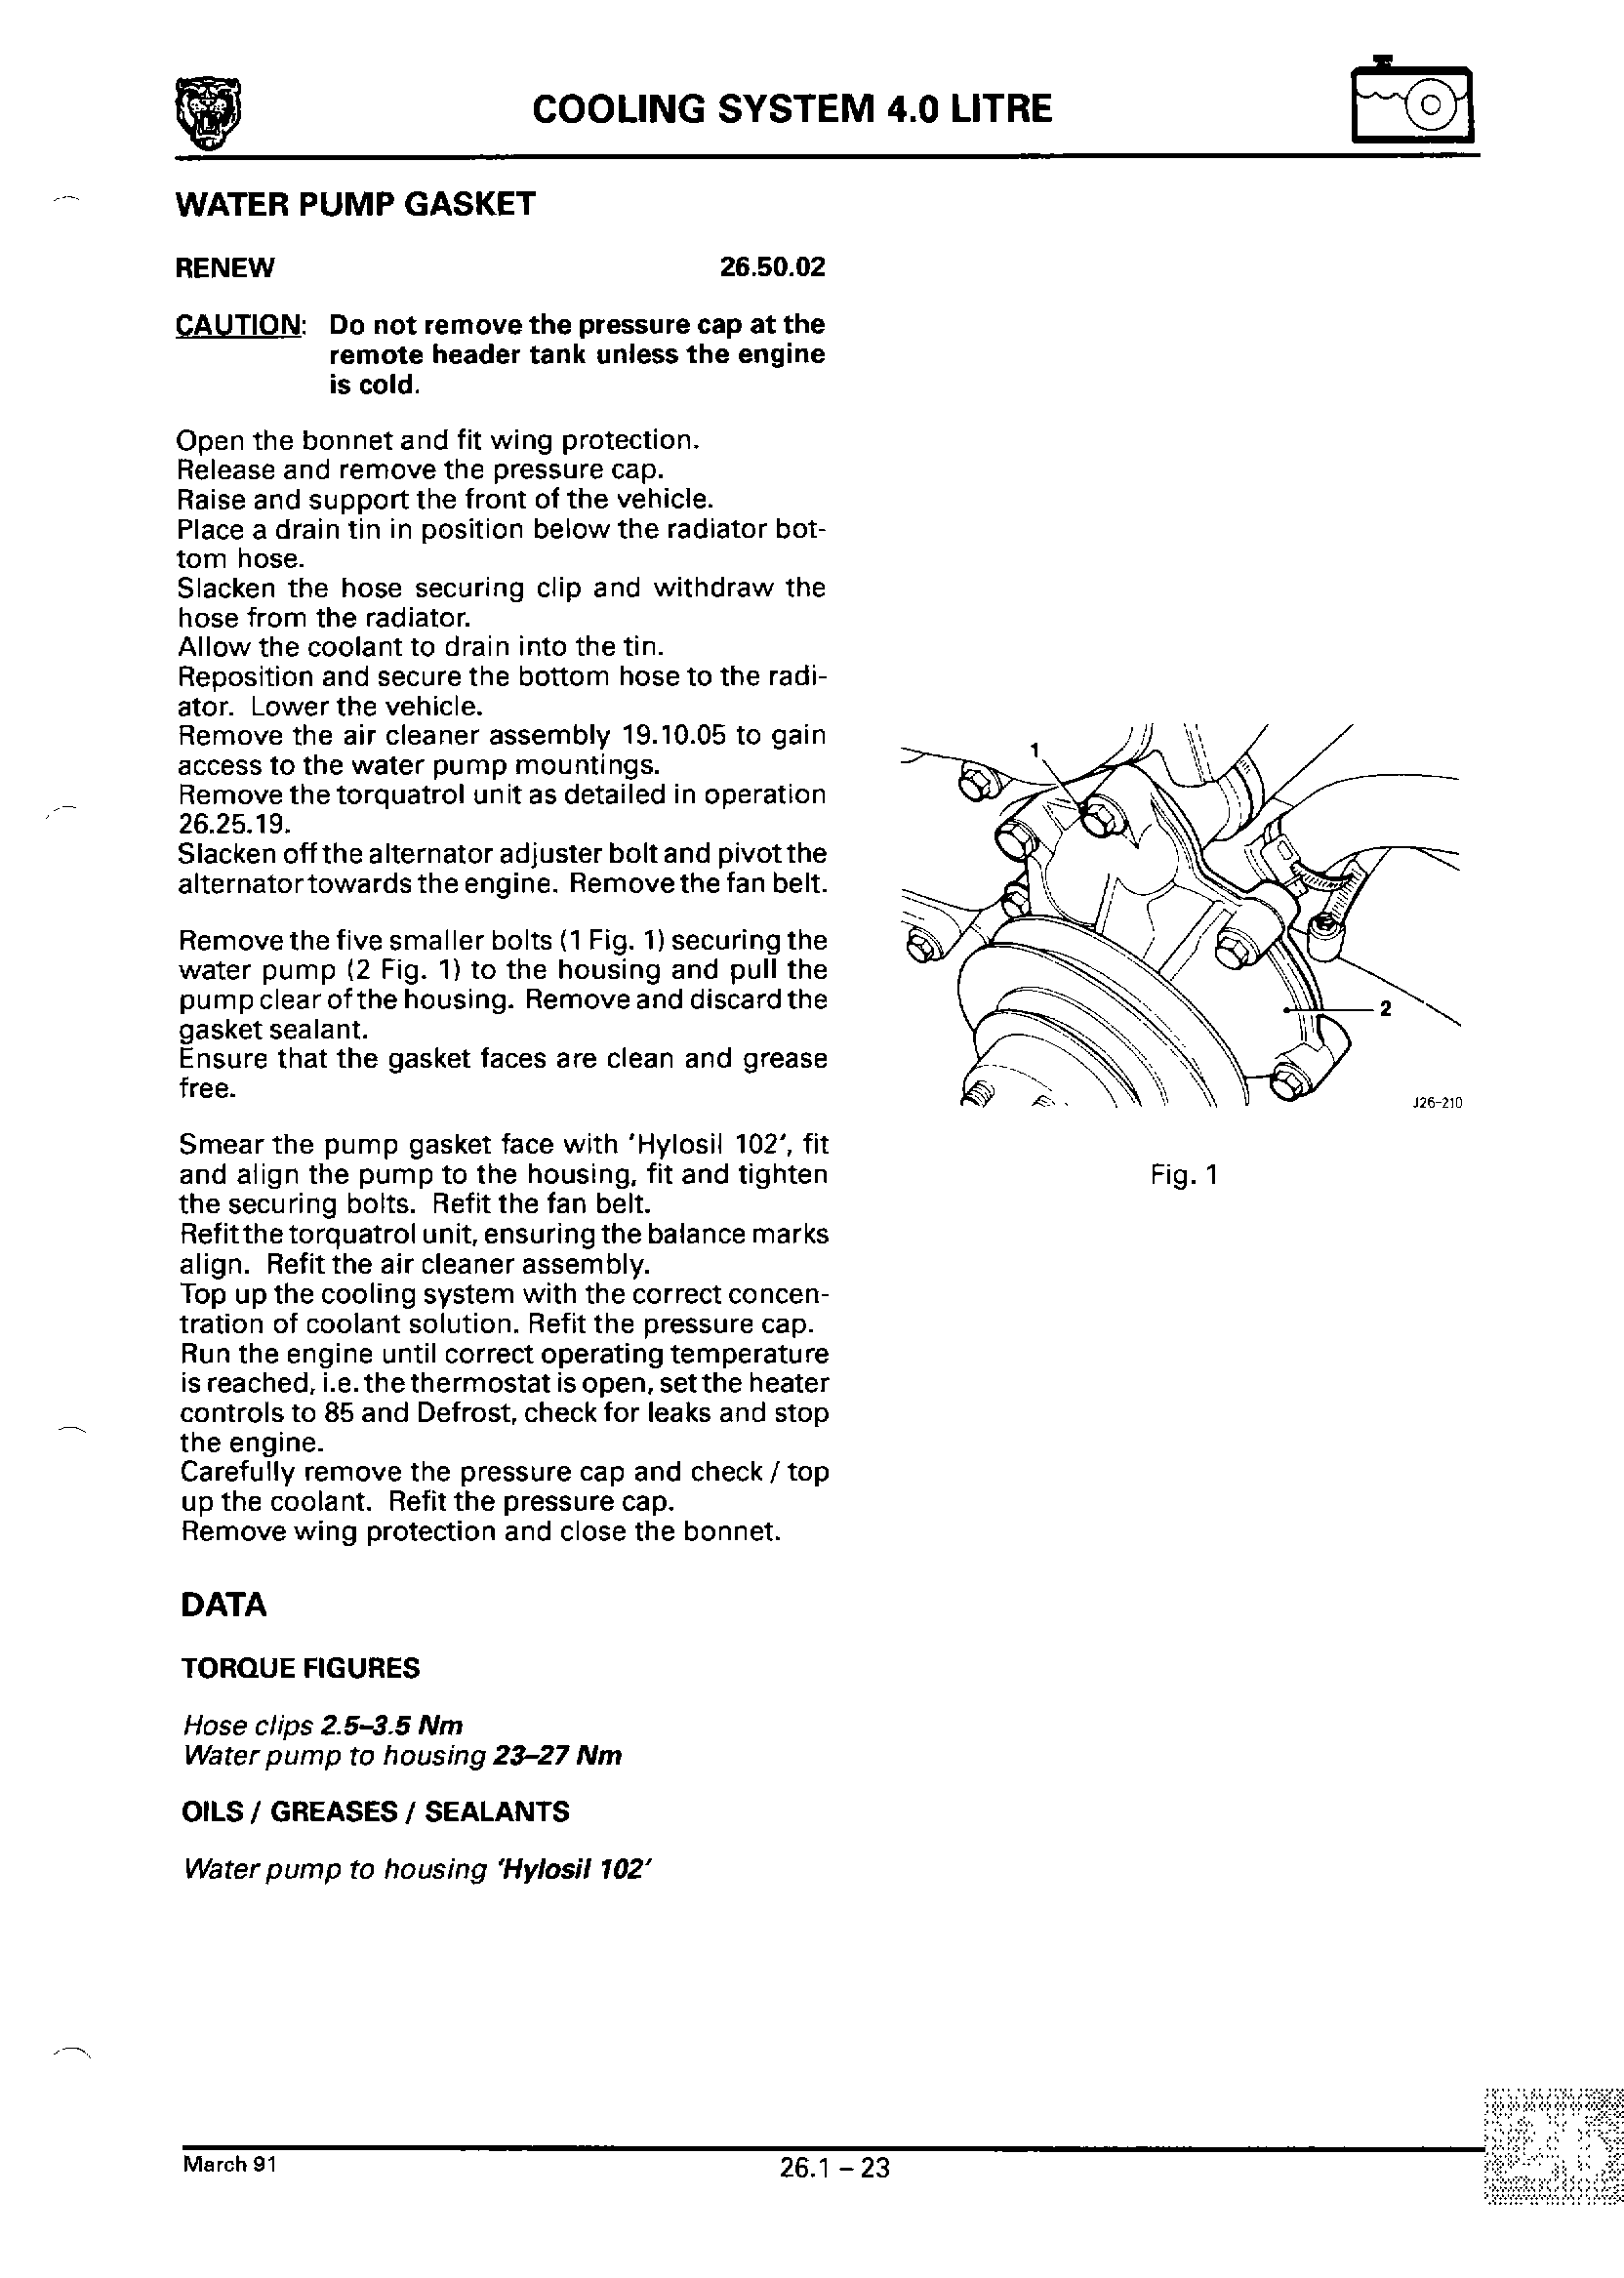 COOLING SYSTEM 4.0 LITRE
WATER PUMP GASKET
RENEW 26.50.02
CAUTION: Do not remove the pressure cap at the
remote header tank unless the engine
is cold.
Open the bonnet and fit wing protection.
Release and remove the pressure cap.
Raise and support the front of the vehicle.
Place a drain tin in position below the radiator bot-
tom hose.
Slacken the hose securing clip and withdraw the
hose from the radiator.
Allow the coolant to drain into the tin.
Reposition and secure the bottom hose to the radi-
ator. Lower the vehicle.
Remove the air cleaner assembly 19.10.05 to gain
access to the water pump mountings.
Remove the torquatrol unit as detailed in operation
26.25.19.
Slacken off the alternator adjuster bolt and pivot the
alternator towards the engine. Remove the fan belt.
Remove the five smaller bolts (1 Fig. 1) securing the
water pump (2 Fig. 1) to the housing and pull the
pump clear of the housing. Remove and discard the
gasket sealant.
Ensure that the gasket faces are clean and grease
free.
Smear the pump gasket face with 'Hylosil 102', fit
and align the pump to the housing, fit and tighten
the securing bolts. Refit the fan belt.
Refit the torquatrol unit, ensuring the balance marks
align. Refit the air cleaner assembly.
Top up the cooling system with the correct concen-
tration of coolant solution. Refit the pressure cap.
Run the engine until correct operating temperature
is reached, i.e. the thermostat is open, set the heater
controls to 85 and Defrost, check for leaks and stop
the engine.
Carefully remove the pressure cap and check / top
up the coolant. Refit the pressure cap.
Remove wing protection and close the bonnet.
DATA
TORQUE FIGURES
Hose clips 2.5–3.5 Nm
Water pump to housing 23–27 Nm
OILS / GREASES / SEALANTS
Water pump to housing 'Hylosil 102'
1
2
J26-210
Fig. 1
March 91
26.1 – 23
26